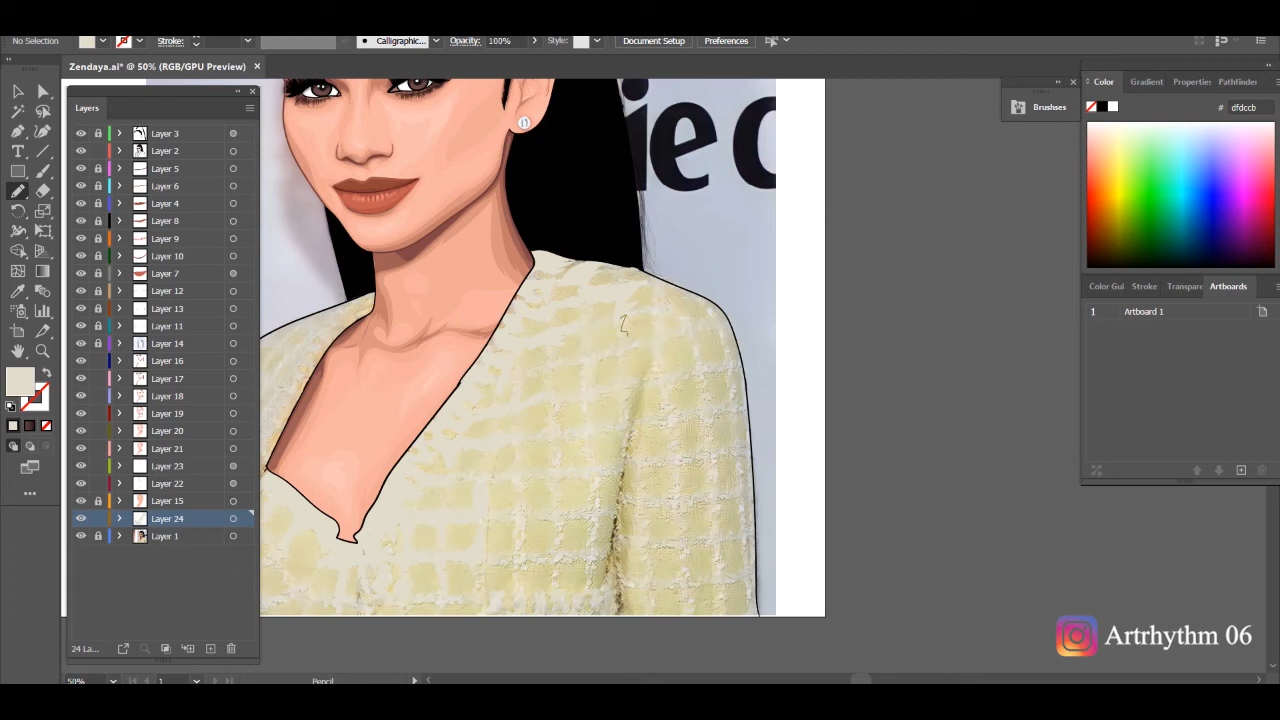 No Selection Stroke: Calligraphic... Opacity: 100% Style: Document Setup Preferences
Zendaya.ai* @ 50% (RGB/GPU Preview)
Layers
Layer 3
Layer 2
Layer 5
Layer 6
Layer 4
Layer 8
Layer 9
Layer 10
Layer 7
Layer 12
Layer 13
Layer 11
Layer 14
Layer 16
Layer 17
Layer 18
Layer 19
Layer 20
Layer 21
Layer 23
Layer 22
Layer 15
Layer 24
Layer 1
24 La...
ie c
Brushses
Color Gradient Properties Pathfinder
# dfdccb
Color Gui Stroke Transpare Artboards
1 Artboard 1
Artrhythm 06
50% 1 Pencil